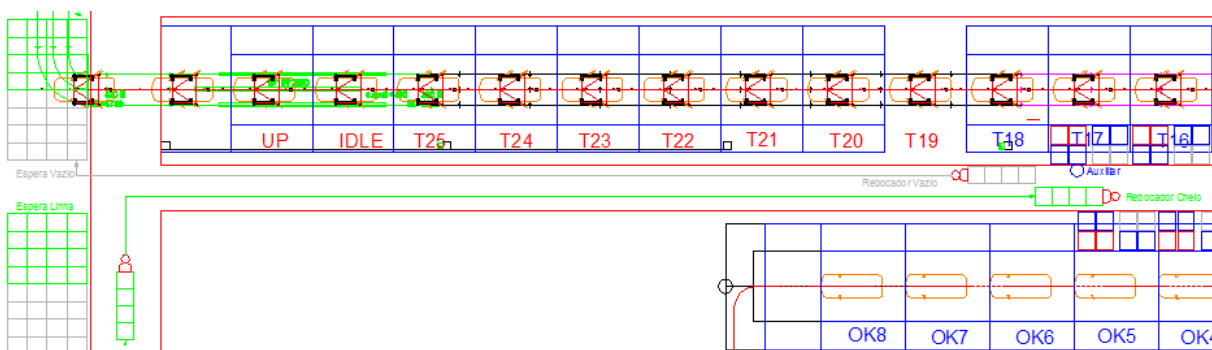 UP IDLE T25 T24 T23 T22 T21 T20 T19 T18 T17 T16
Espera Vazio
Rebocador Vazio
Auxiliar
Espera Linha
Rebocador Cheio
OK8 OK7 OK6 OK5 OK4